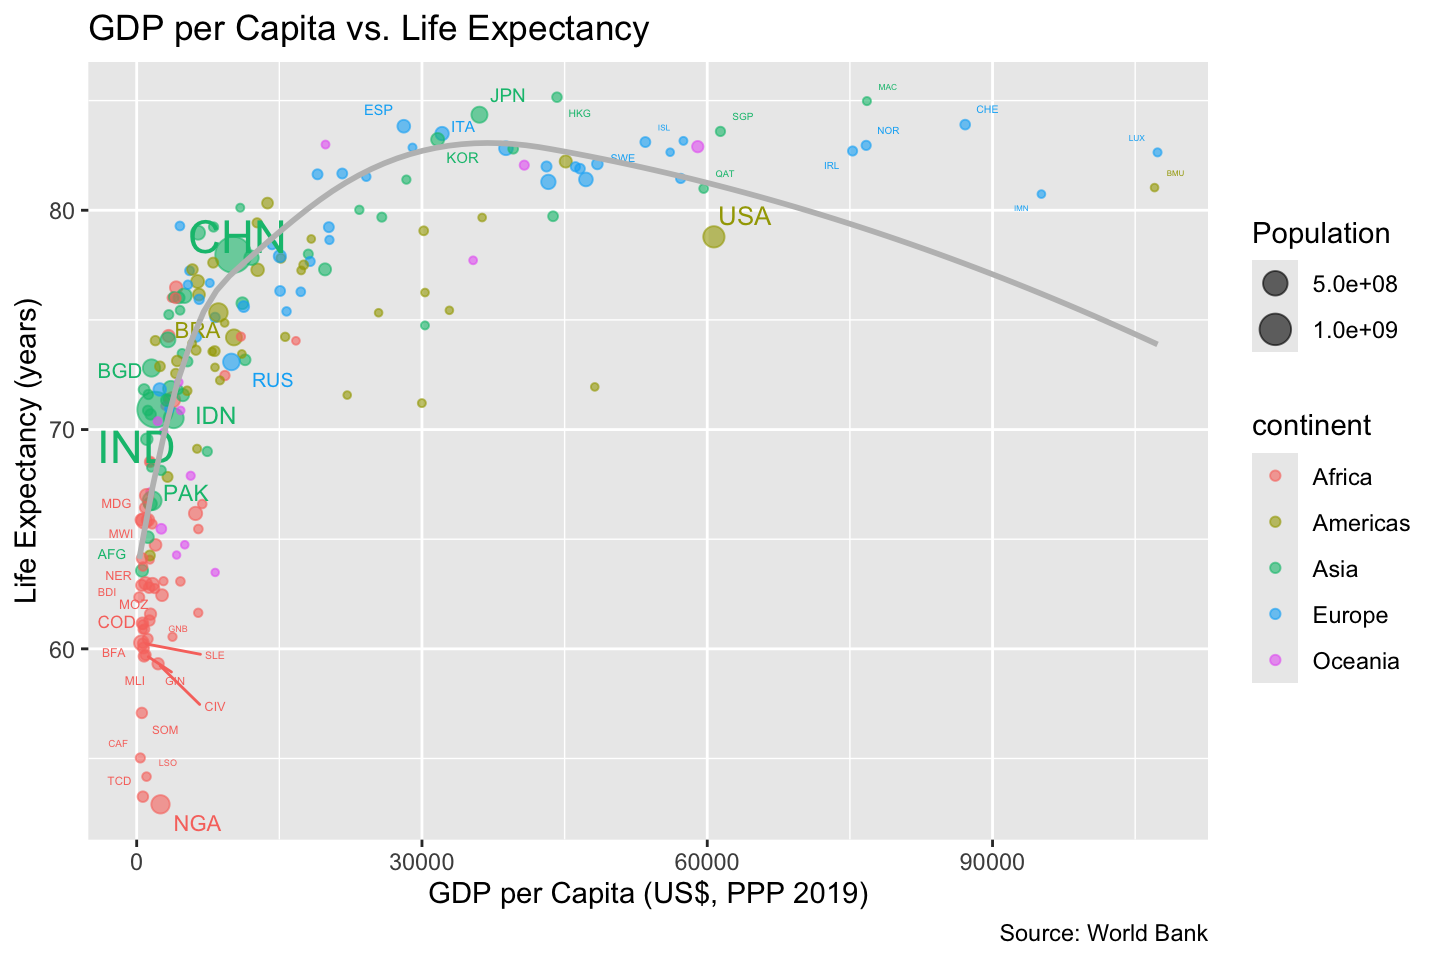 GDP per Capita vs. Life Expectancy
Life Expectancy (years)
80
70
60
JPN
ESP
ITA
KOR
HKG
MAC
SGP
ISL
CHE
NOR
LUX
SWE
IRL
QAT
BMU
IMN
USA
CHN
BRA
BGD
RUS
IDN
IND
PAK
MDG
MWI
AFG
NER
BDI
MOZ
COD
GNB
BFA
SLE
MLI
GIN
CIV
SOM
CAF
LSO
TCD
NGA
0
30000
60000
90000
GDP per Capita (US$, PPP 2019)
Source: World Bank
Population
5.0e+08
1.0e+09
continent
Africa
Americas
Asia
Europe
Oceania